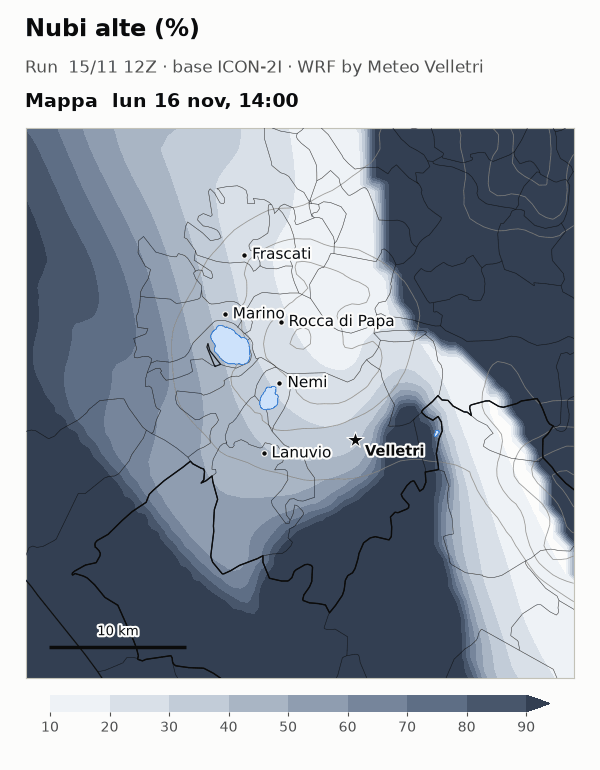 Nubi alte (%)
Run  15/11 12Z · base ICON-2I · WRF by Meteo Velletri
Mappa  lun 16 nov, 14:00
Frascati
Marino
Rocca di Papa
Nemi
Velletri
Lanuvio
10 km
10 20 30 40 50 60 70 80 90